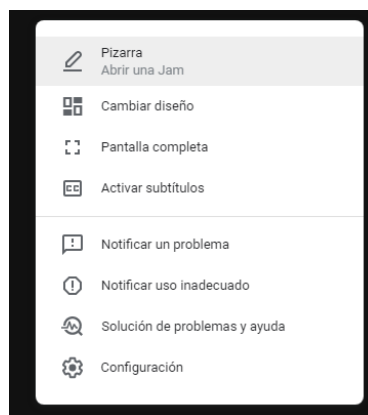 Pizarra
Abrir una Jam
Cambiar diseño
Pantalla completa
CC Activar subtítulos
Notificar un problema
Notificar uso inadecuado
Solución de problemas y ayuda
Configuración